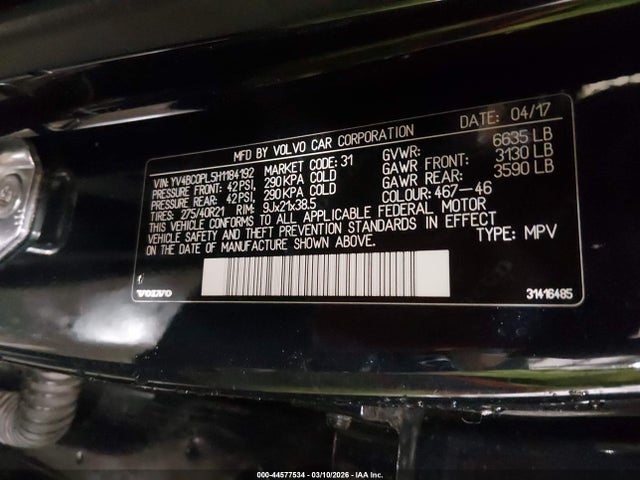 MFD BY VOLVO CAR CORPORATION DATE: 04/17
VIN: YV4BC0PL5H1184192 MARKET CODE: 31 GVWR: 6635 LB
PRESSURE FRONT: 42PSI, 290KPA COLD GAWR FRONT: 3130 LB
PRESSURE REAR: 42PSI, 290KPA COLD GAWR REAR: 3590 LB
TIRES: 275/40R21 RIM: 9Jx21x38.5 COLOUR: 467-46
THIS VEHICLE CONFORMS TO ALL APPLICABLE FEDERAL MOTOR
VEHICLE SAFETY AND THEFT PREVENTION STANDARDS IN EFFECT
ON THE DATE OF MANUFACTURE SHOWN ABOVE. TYPE: MPV
VOLVO 31416485
000-44577534 - 03/10/2026 - IAA Inc.